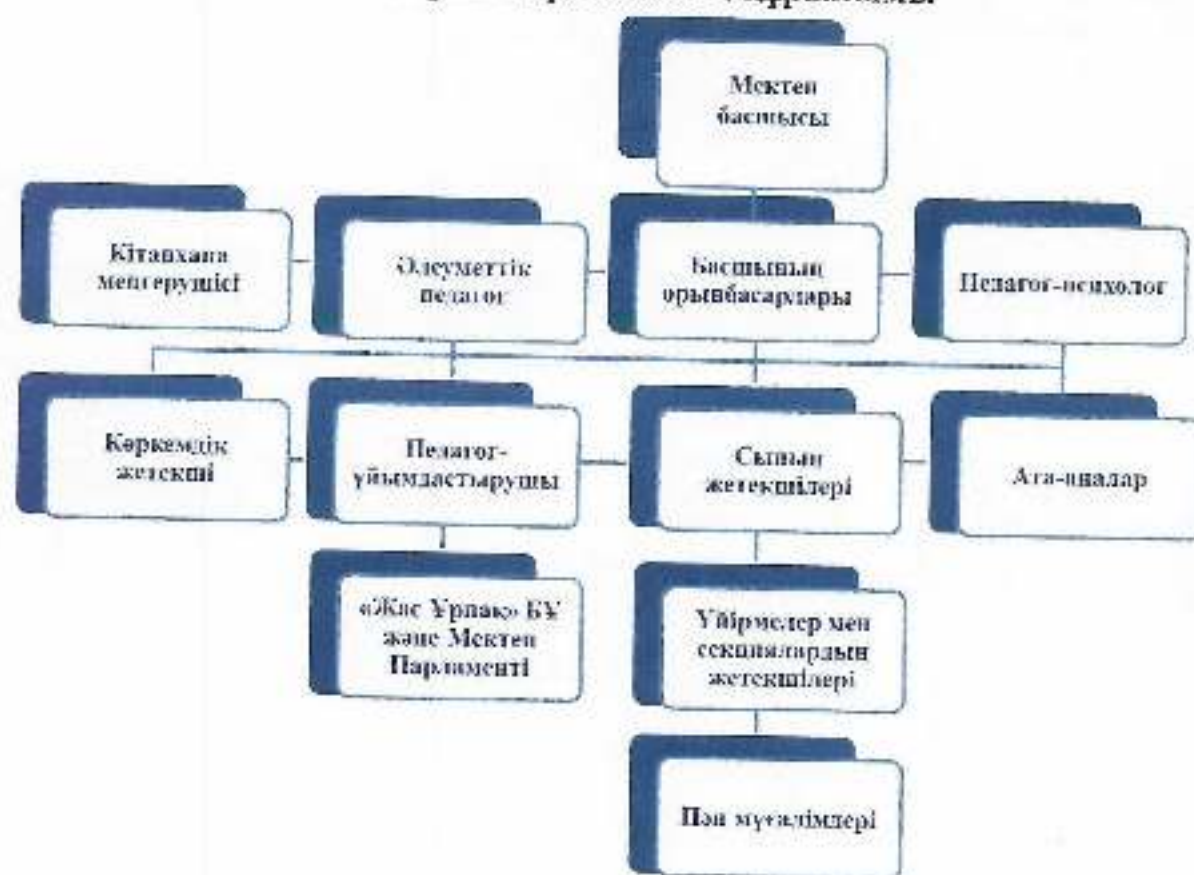 Мектеп
басшысы
Кітапхана
меңгерушісі
Әлеуметтік
педагог
Басшының
орынбасарлары
Педагог-психолог
Көркемдік
жетекші
Педагог-
ұйымдастырушы
Сынып
жетекшілері
Ата-аналар
«Жас Ұрпақ» БҰ
және Мектеп
Парламенті
Үйірмелер мен
секциялардың
жетекшілері
Пән мұғалімдері